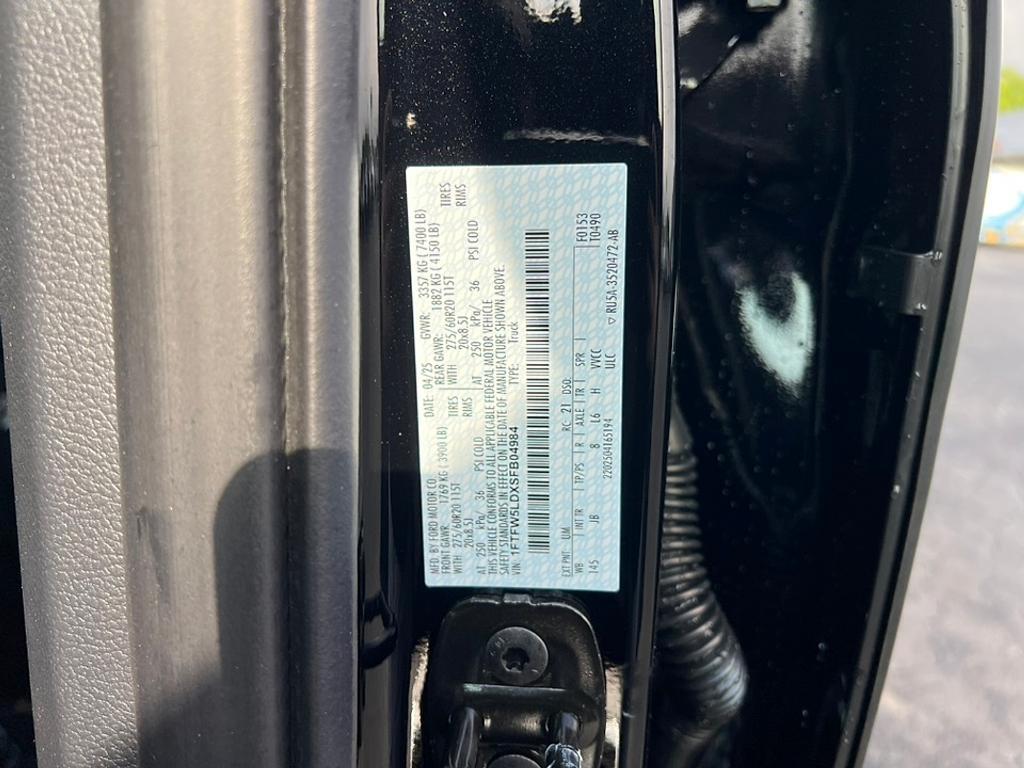 MFD. BY FORD MOTOR CO.
DATE: 04/25 GVWR: 3357 KG ( 7400 LB)
FRONT GAWR: 1769 KG ( 3900 LB) REAR GAWR: 1882 KG ( 4150 LB)
WITH 275/60R20 115T TIRES WITH 275/60R20 115T TIRES
20x8.5J RIMS 20x8.5J RIMS
AT 250 kPa/ 36 PSI COLD AT 250 kPa/ 36 PSI COLD
THIS VEHICLE CONFORMS TO ALL APPLICABLE FEDERAL MOTOR VEHICLE
SAFETY STANDARDS IN EFFECT ON THE DATE OF MANUFACTURE SHOWN ABOVE.
VIN: 1FTFW5LDXSFB04984 TYPE: Truck
F0153
T0490
EXT PNT: UM RC: 21 DSO:
WB INT TR TP/PS R AXLE TR SPR
145 JB 8 L6 H VVCC
ULC
2202504165194
▽ RU5A-3520472-AB